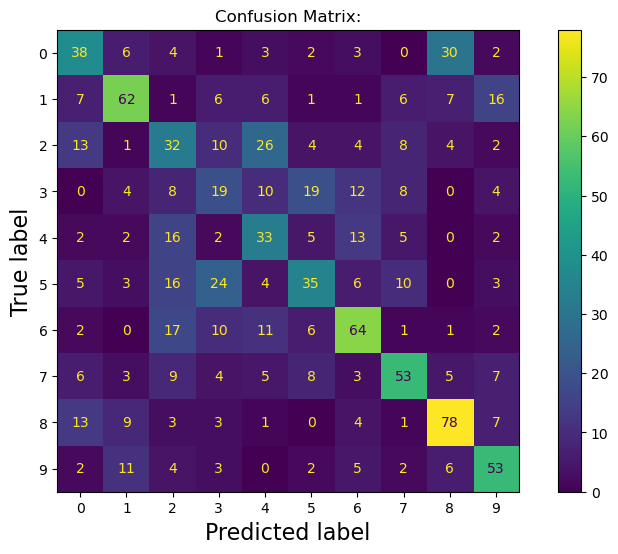 Confusion Matrix:
0 38 6 4 1 3 2 3 0 30 2
1 7 62 1 6 6 1 1 6 7 16
2 13 1 32 10 26 4 4 8 4 2
3 0 4 8 19 10 19 12 8 0 4
4 2 2 16 2 33 5 13 5 0 2
5 5 3 16 24 4 35 6 10 0 3
6 2 0 17 10 11 6 64 1 1 2
7 6 3 9 4 5 8 3 53 5 7
8 13 9 3 3 1 0 4 1 78 7
9 2 11 4 3 0 2 5 2 6 53
0 1 2 3 4 5 6 7 8 9
True label
Predicted label
70
60
50
40
30
20
10
0